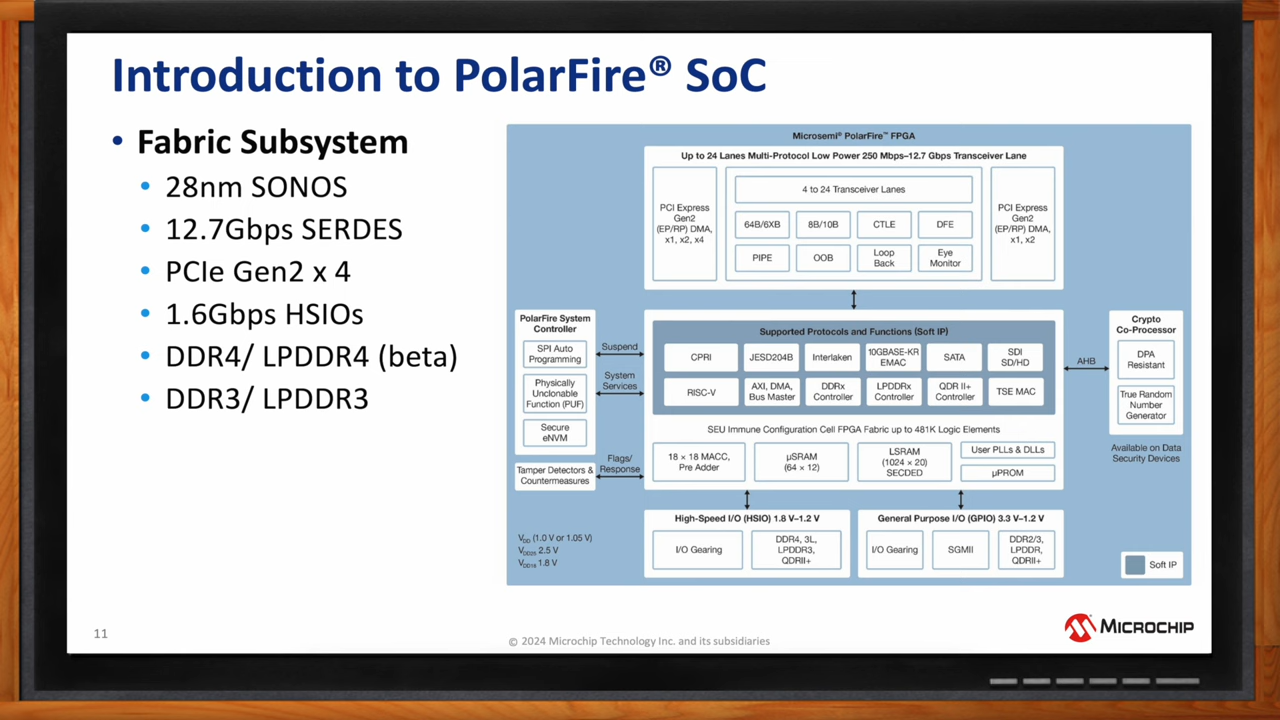 Introduction to PolarFire® SoC
• Fabric Subsystem
• 28nm SONOS
• 12.7Gbps SERDES
• PCIe Gen2 x 4
• 1.6Gbps HSIOs
• DDR4/ LPDDR4 (beta)
• DDR3/ LPDDR3
Microsemi® PolarFire™ FPGA
Up to 24 Lanes Multi-Protocol Low Power 250 Mbps–12.7 Gbps Transceiver Lane
PCI Express
Gen2
(EP/RP) DMA,
x1, x2, x4
4 to 24 Transceiver Lanes
64B/6XB
8B/10B
CTLE
DFE
PIPE
OOB
Loop
Back
Eye
Monitor
PCI Express
Gen2
(EP/RP) DMA,
x1, x2
PolarFire System
Controller
SPI Auto
Programming
Physically
Unclonable
Function (PUF)
Secure
eNVM
Tamper Detectors &
Countermeasures
Suspend
System
Services
Flags/
Response
Supported Protocols and Functions (Soft IP)
CPRI
JESD204B
Interlaken
10GBASE-KR
EMAC
SATA
SDI
SD/HD
RISC-V
AXI, DMA,
Bus Master
DDRx
Controller
LPDDRx
Controller
QDR II+
Controller
TSE MAC
SEU Immune Configuration Cell FPGA Fabric up to 481K Logic Elements
18 × 18 MACC,
Pre Adder
µSRAM
(64 × 12)
LSRAM
(1024 × 20)
SECDED
User PLLs & DLLs
µPROM
AHB
Crypto
Co-Processor
DPA
Resistant
True Random
Number
Generator
Available on Data
Security Devices
High-Speed I/O (HSIO) 1.8 V–1.2 V
I/O Gearing
DDR4, 3L,
LPDDR3,
QDRII+
General Purpose I/O (GPIO) 3.3 V–1.2 V
I/O Gearing
SGMII
DDR2/3,
LPDDR,
QDRII+
VDD (1.0 V or 1.05 V)
VDD25 2.5 V
VDD18 1.8 V
Soft IP
11
© 2024 Microchip Technology Inc. and its subsidiaries
MICROCHIP